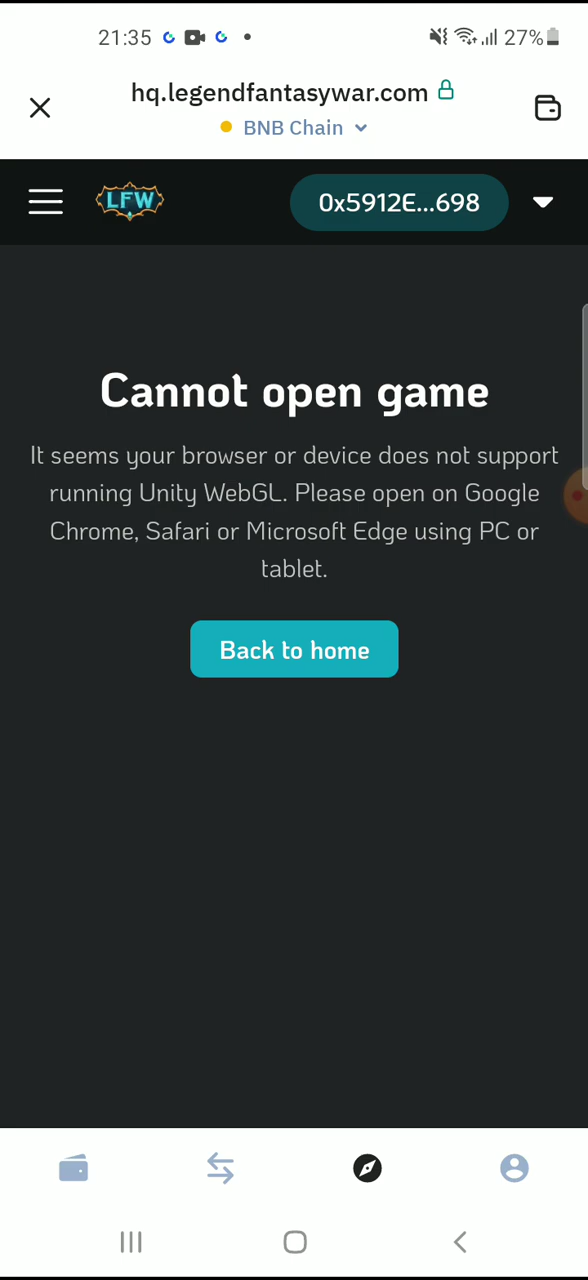 21:35 27%
hq.legendfantasywar.com
BNB Chain
LFW 0x5912E...698
Cannot open game
It seems your browser or device does not support
running Unity WebGL. Please open on Google
Chrome, Safari or Microsoft Edge using PC or
tablet.
Back to home